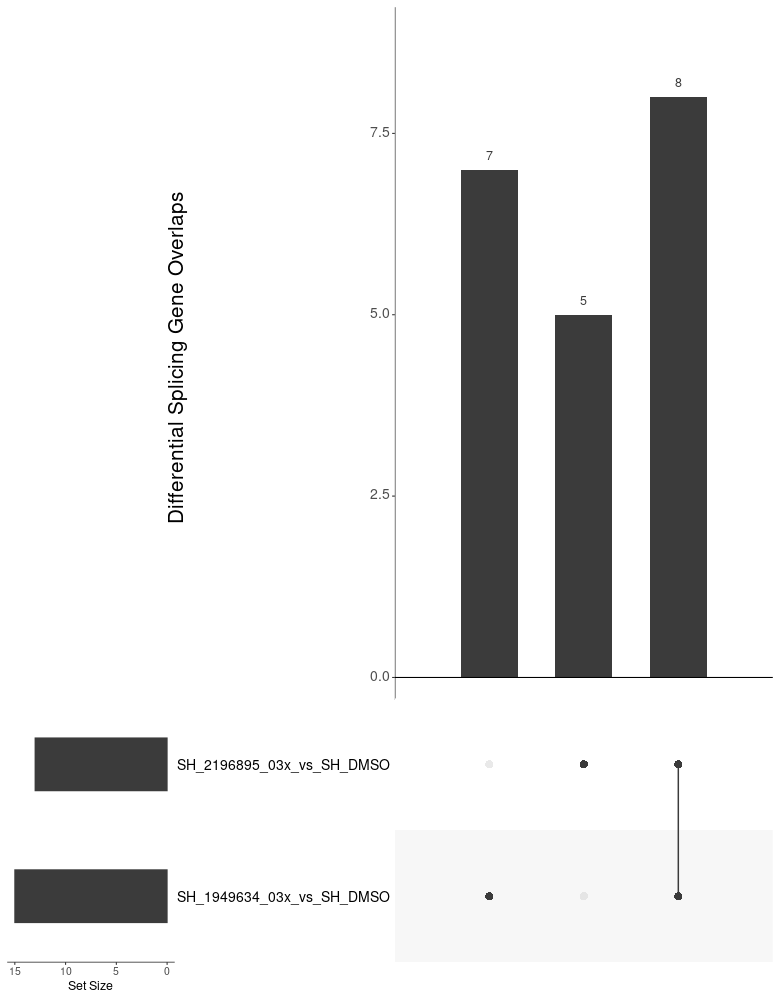 Differential Splicing Gene Overlaps
7.5
5.0
2.5
0.0
7
5
8
SH_2196895_03x_vs_SH_DMSO
SH_1949634_03x_vs_SH_DMSO
15 10 5 0
Set Size